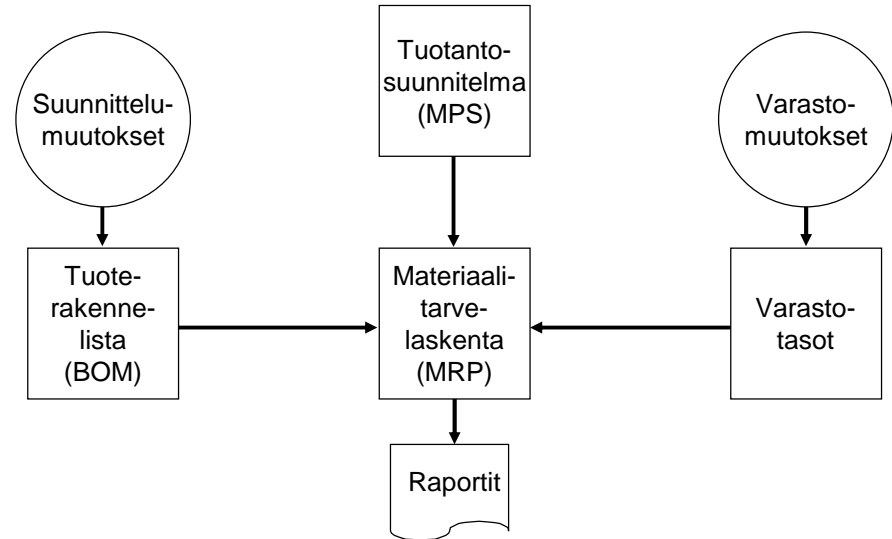 Suunnittelu-
muutokset
Tuotanto-
suunnitelma
(MPS)
Varasto-
muutokset
Tuote-
rakenne-
lista
(BOM)
Materiaali-
tarve-
laskenta
(MRP)
Varasto-
tasot
Raportit